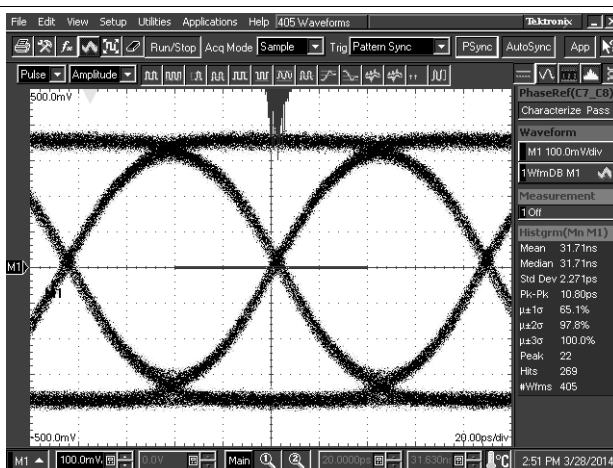 File Edit View Setup Utilities Applications Help 405 Waveforms Tektronix
Run/Stop Acq Mode Sample Trig Pattern Sync PSync AutoSync App
Pulse Amplitude
500.0mV
PhaseRef(C7_C8)
Characterize Pass
Waveform
M1 100.0mV/div
1 WfmDB M1
Measurement
1 Off
Histgrm(Mn M1)
Mean 31.71ns
Median 31.71ns
Std Dev 2.271ps
Pk-Pk 10.80ps
µ±1σ 65.1%
µ±2σ 97.8%
µ±3σ 100.0%
Peak 22
Hits 269
#Wfms 405
M1
-500.0mV
20.00ps/div
M1 100.0mV 0.0V Main 20.0000ps 31.630ns °C 2:51 PM 3/28/2014